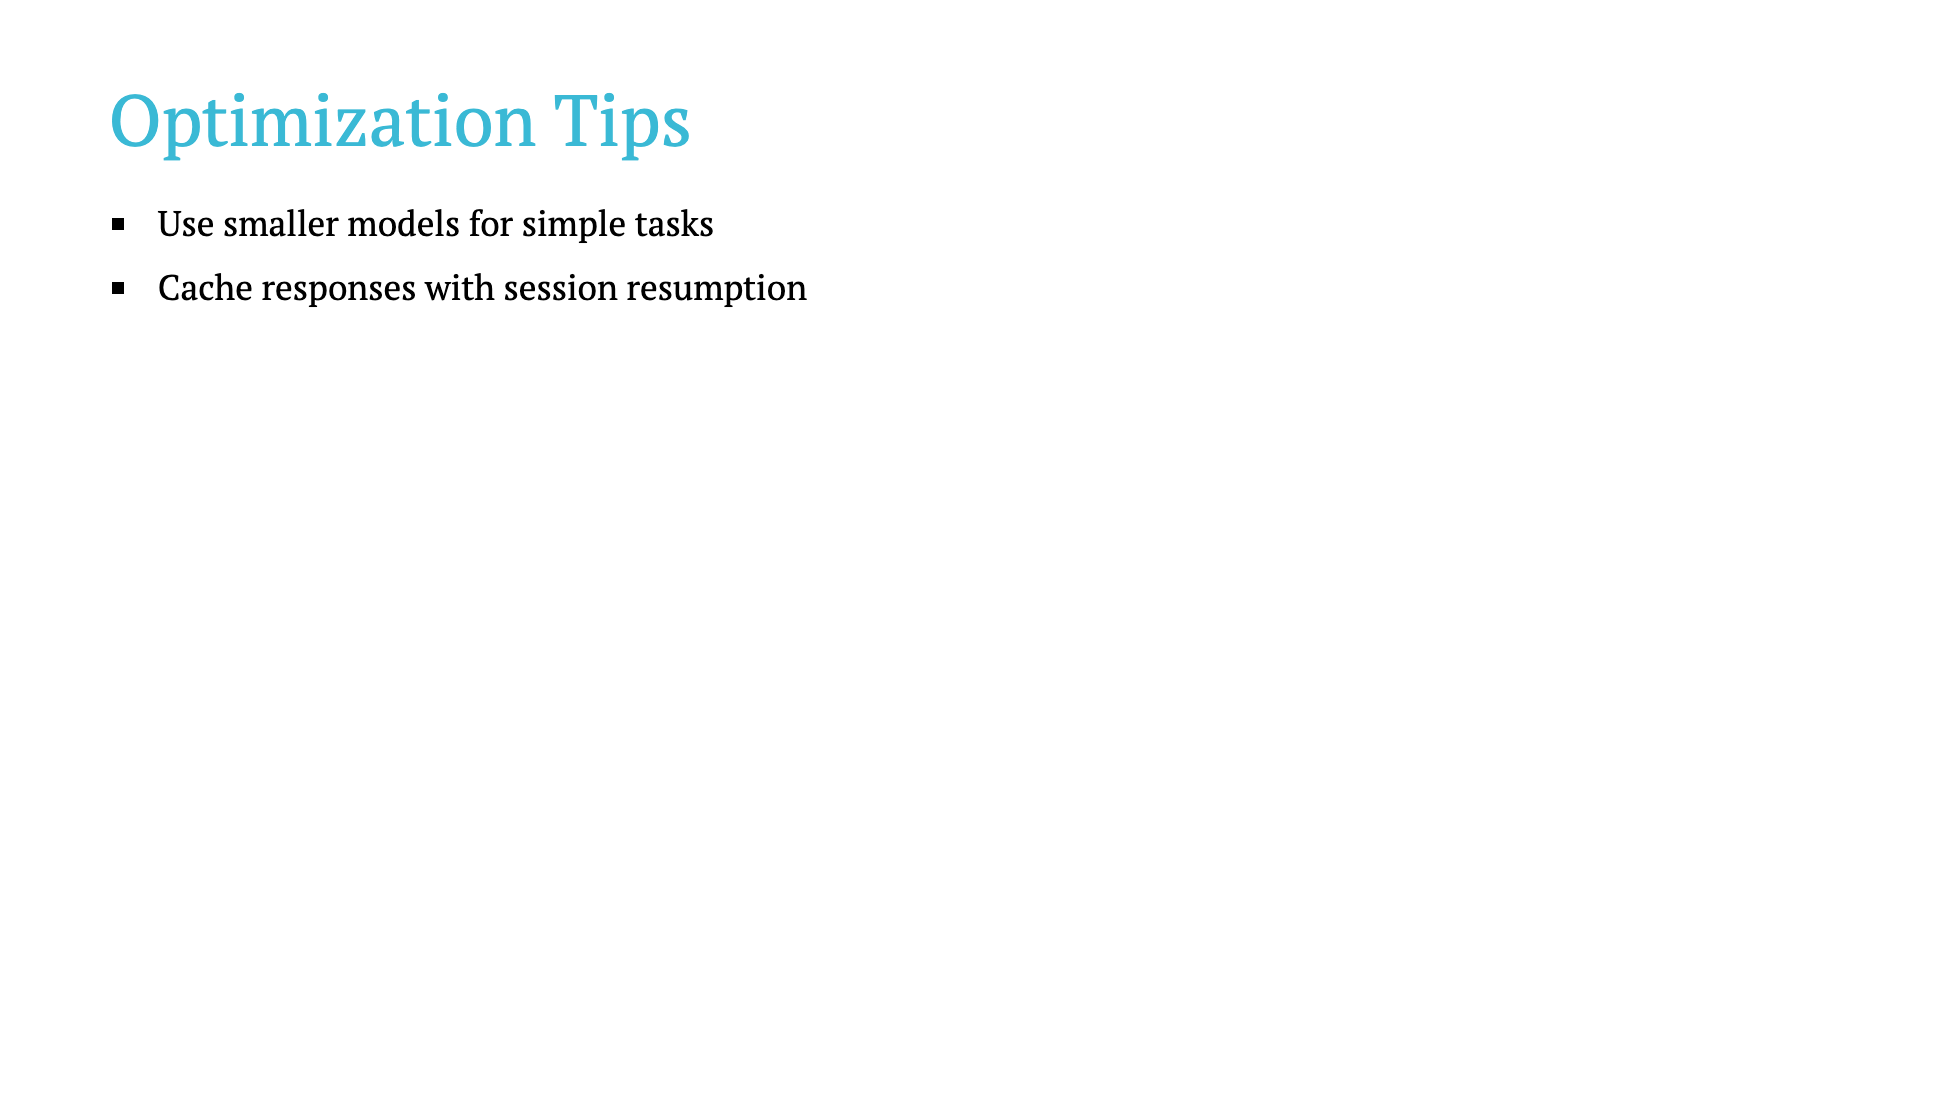 Optimization Tips
▪ Use smaller models for simple tasks
▪ Cache responses with session resumption